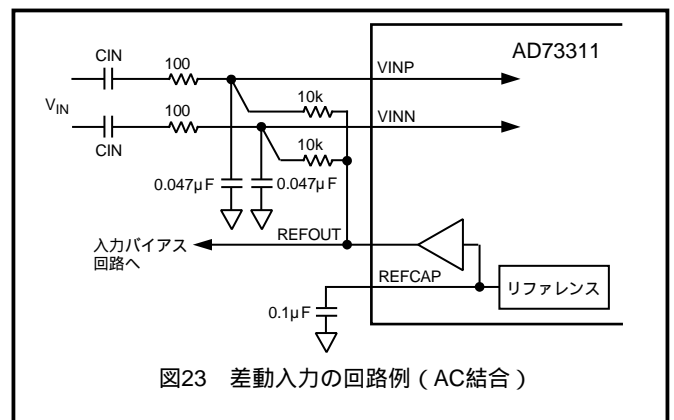 CIN
100
AD73311
VINP
10k
VIN
100
VINN
CIN
10k
0.047μF
0.047μF
REFOUT
入力バイアス
回路へ
REFCAP
リファレンス
0.1μF
図23 差動入力の回路例(AC結合)